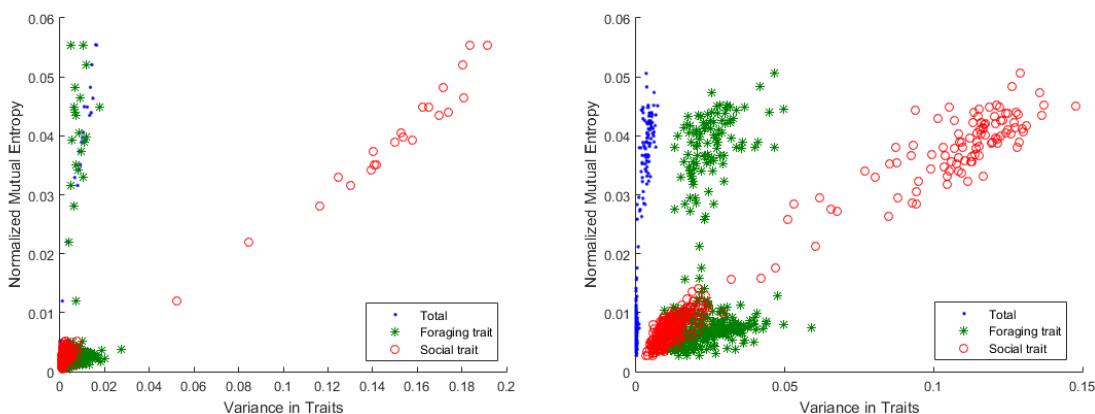 0.06
0.05
0.04
0.03
0.02
0.01
0
Normalized Mutual Entropy
0 0.02 0.04 0.06 0.08 0.1 0.12 0.14 0.16 0.18 0.2
Variance in Traits
Total
Foraging trait
Social trait
0.06
0.05
0.04
0.03
0.02
0.01
0
Normalized Mutual Entropy
0 0.05 0.1 0.15
Variance in Traits
Total
Foraging trait
Social trait